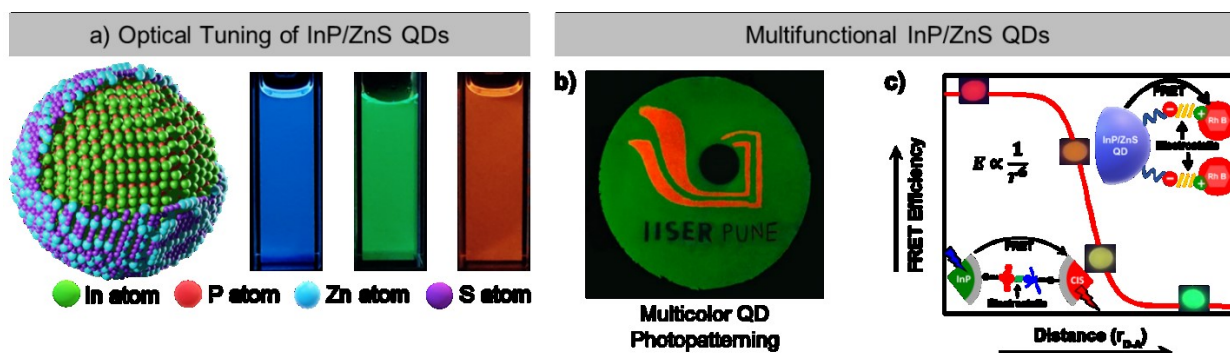 a) Optical Tuning of InP/ZnS QDs
Multifunctional InP/ZnS QDs
In atom
P atom
Zn atom
S atom
b)
IISER PUNE
Multicolor QD
Photopatterning
c)
FRET Efficiency
E ∝ 1/r⁶
FRET
InP/ZnS
QD
Rh B
Electrostatic
Rh B
FRET
InP
CIS
Electrostatic
Distance (r_D-A)